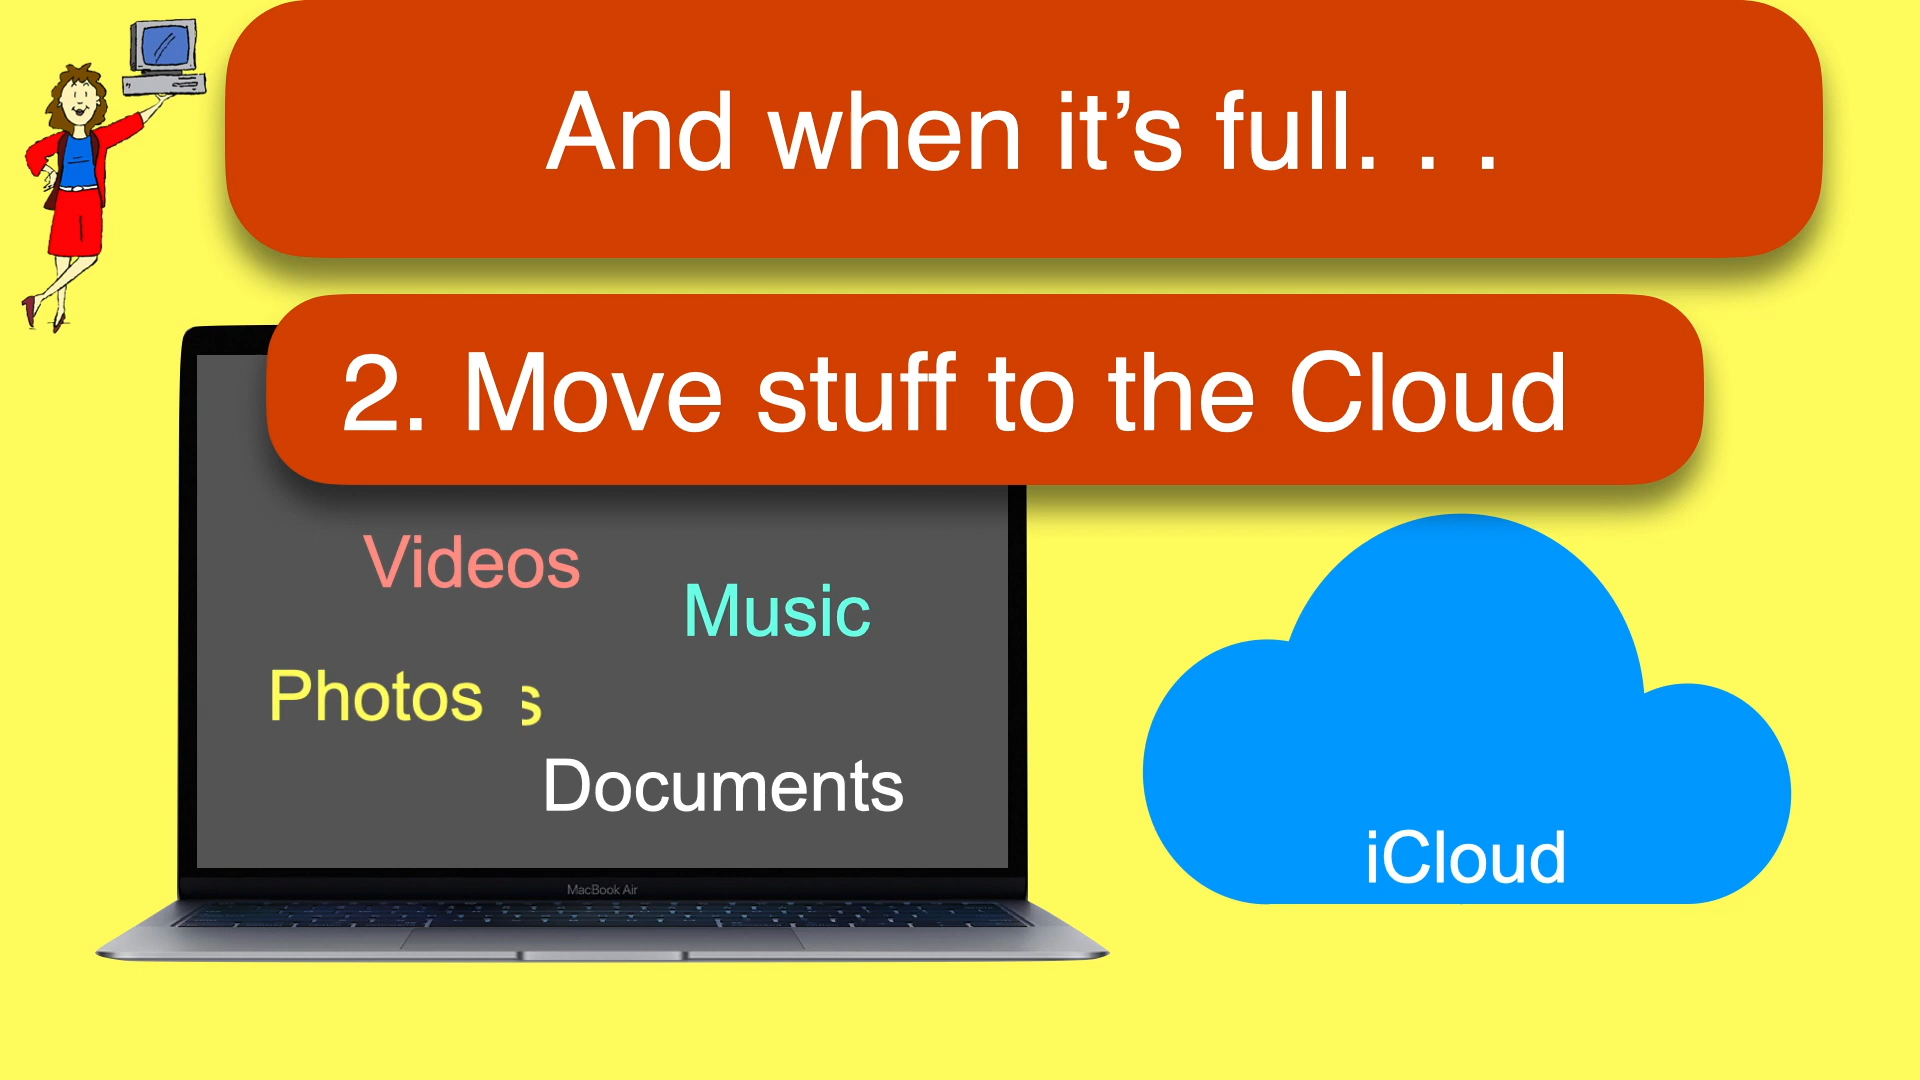 And when it’s full. . .
2. Move stuff to the Cloud
Videos
Music
Photos s
Documents
iCloud
MacBook Air